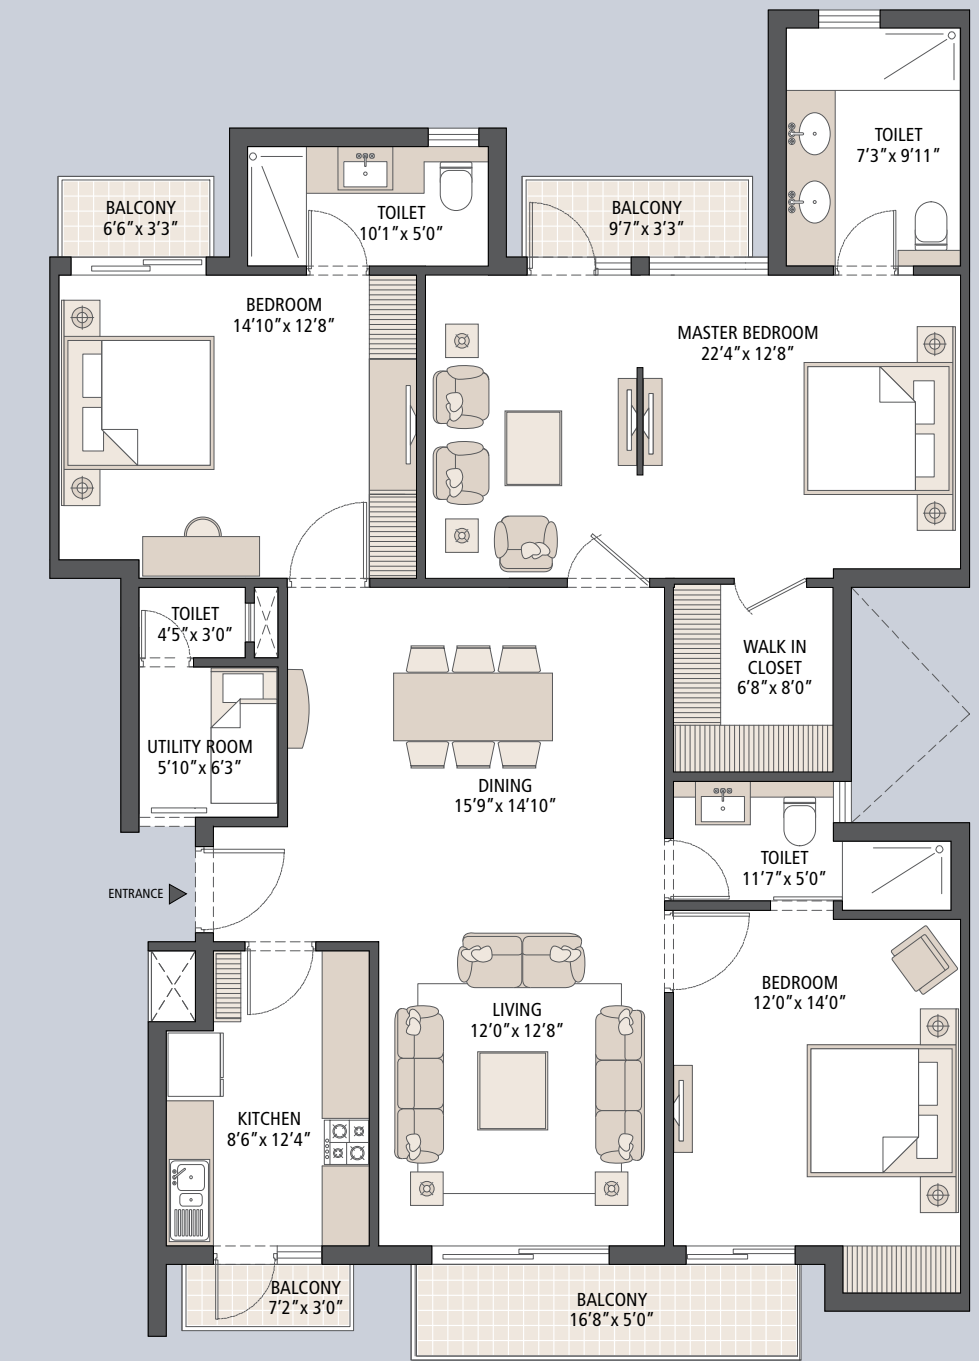 TOILET
7'3"x 9'11"
BALCONY
6'6"x 3'3"
TOILET
10'1"x 5'0"
BALCONY
9'7"x 3'3"
BEDROOM
14'10"x 12'8"
MASTER BEDROOM
22'4"x 12'8"
TOILET
4'5"x 3'0"
WALK IN
CLOSET
6'8"x 8'0"
UTILITY ROOM
5'10"x 6'3"
DINING
15'9"x 14'10"
TOILET
11'7"x 5'0"
ENTRANCE
LIVING
12'0"x 12'8"
BEDROOM
12'0"x 14'0"
KITCHEN
8'6"x 12'4"
BALCONY
7'2"x 3'0"
BALCONY
16'8"x 5'0"